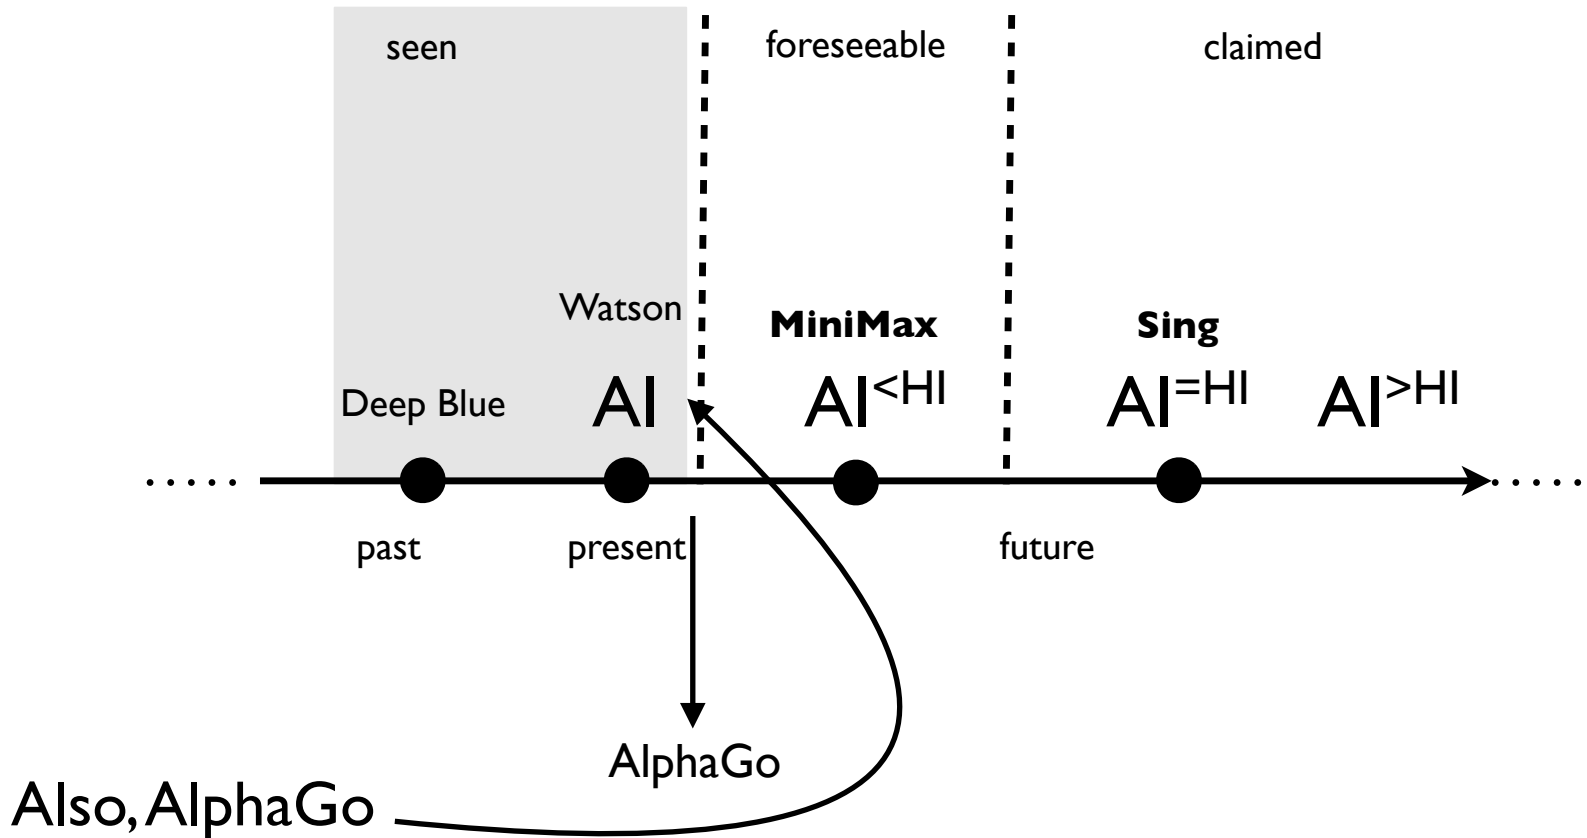 seen
foreseeable
claimed
Watson
MiniMax
Sing
Deep Blue
AI
AI<HI
AI=HI
AI>HI
.....
.....
past
present
future
AlphaGo
Also, AlphaGo